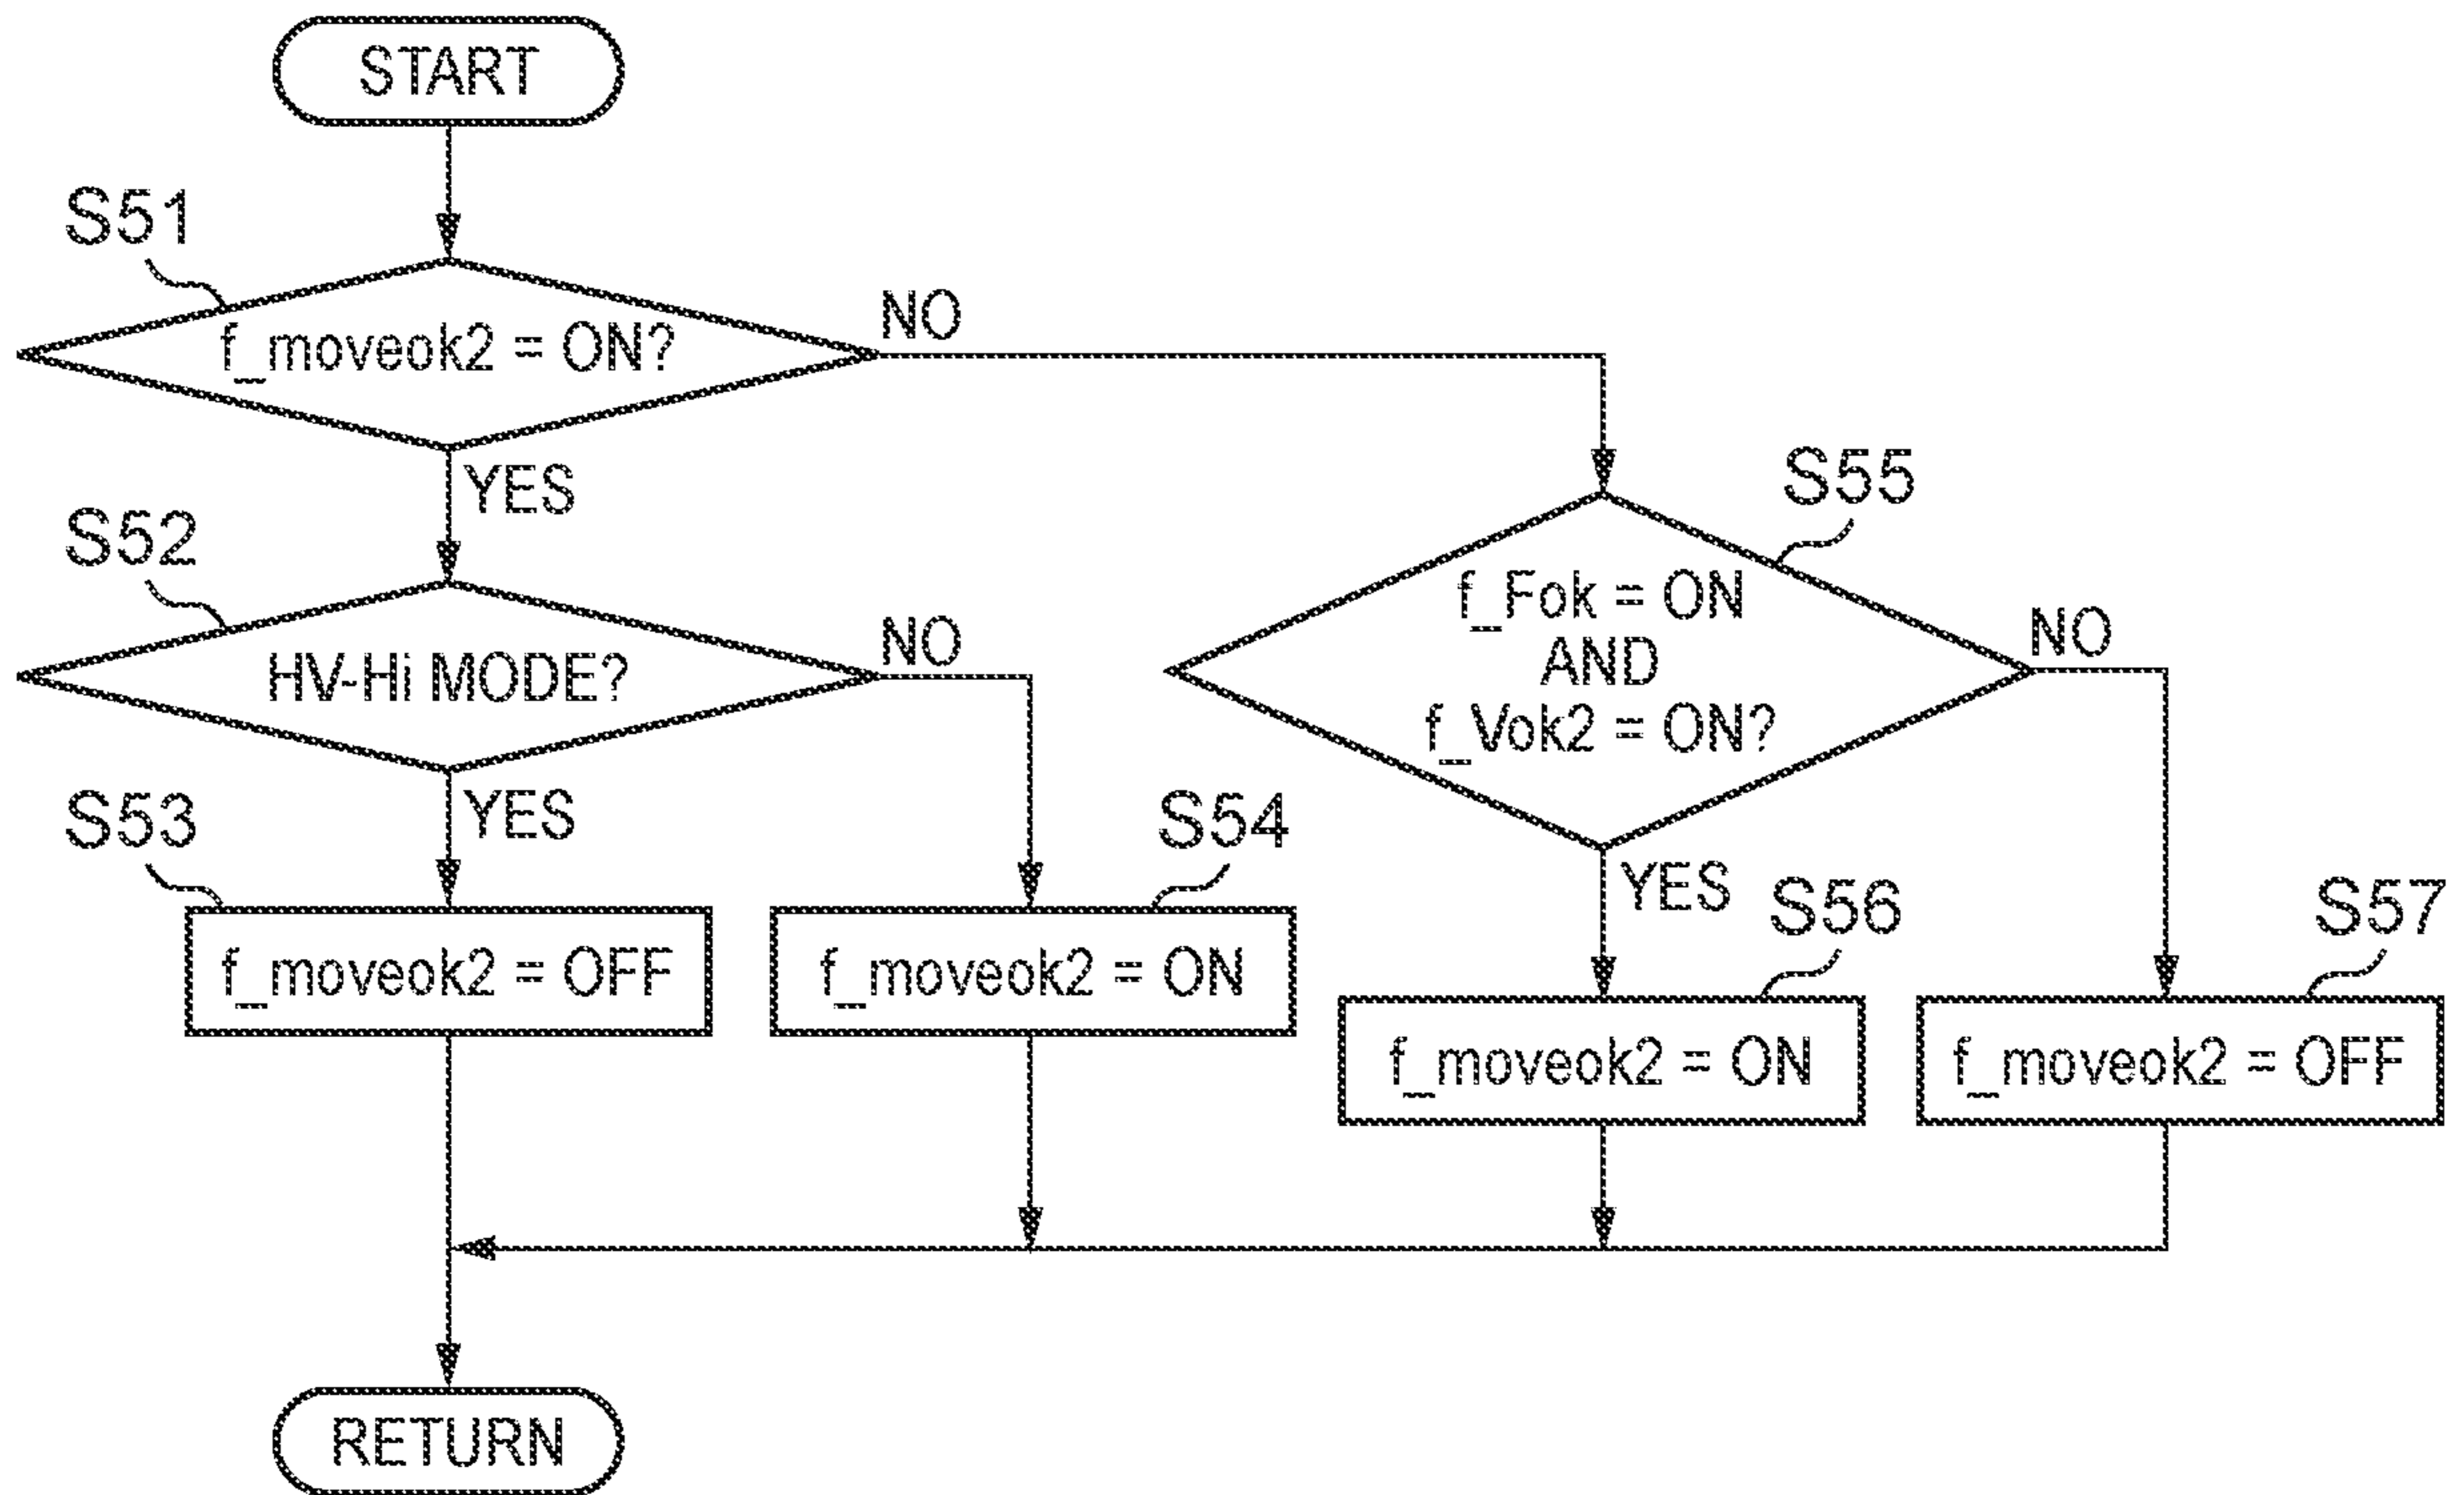 START
S51
f_moveok2 = ON?
NO
YES
S52
HV-Hi MODE?
NO
YES
S53
f_moveok2 = OFF
S54
f_moveok2 = ON
S55
f_Fok = ON
AND
f_Vok2 = ON?
NO
YES
S56
f_moveok2 = ON
S57
f_moveok2 = OFF
RETURN